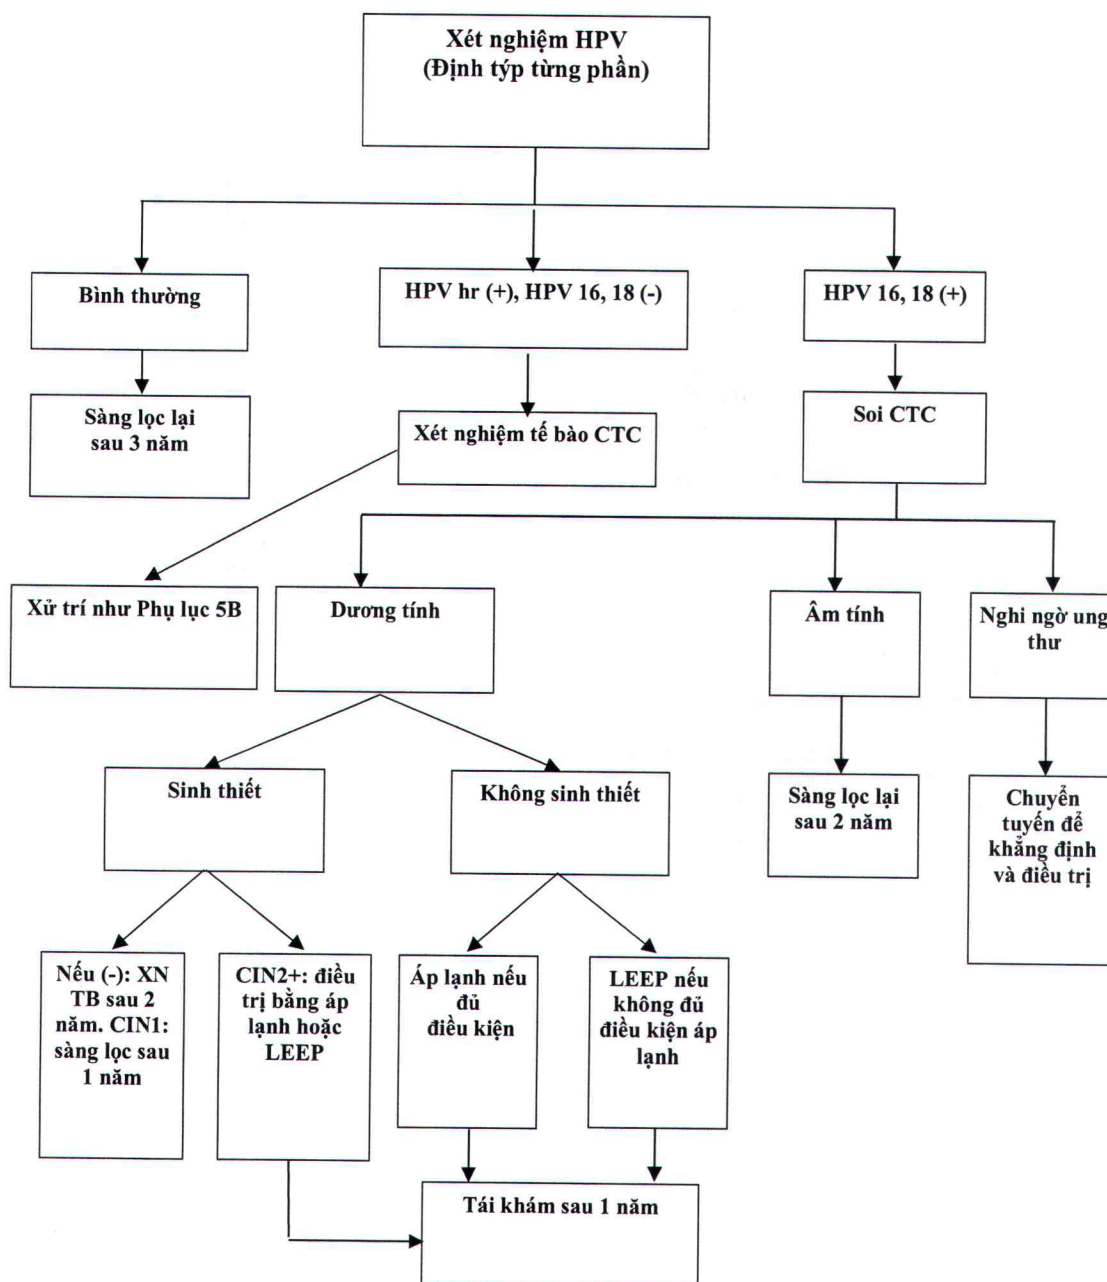 Xét nghiệm HPV
(Định týp từng phần)
Bình thường
HPV hr (+), HPV 16, 18 (-)
HPV 16, 18 (+)
Sàng lọc lại
sau 3 năm
Xét nghiệm tế bào CTC
Soi CTC
Xử trí như Phụ lục 5B
Dương tính
Âm tính
Nghi ngờ ung
thư
Sinh thiết
Không sinh thiết
Sàng lọc lại
sau 2 năm
Chuyển
tuyến để
khẳng định
và điều trị
Nếu (-): XN
TB sau 2
năm. CIN1:
sàng lọc sau
1 năm
CIN2+: điều
trị bằng áp
lạnh hoặc
LEEP
Áp lạnh nếu
đủ
điều kiện
LEEP nếu
không đủ
điều kiện áp
lạnh
Tái khám sau 1 năm